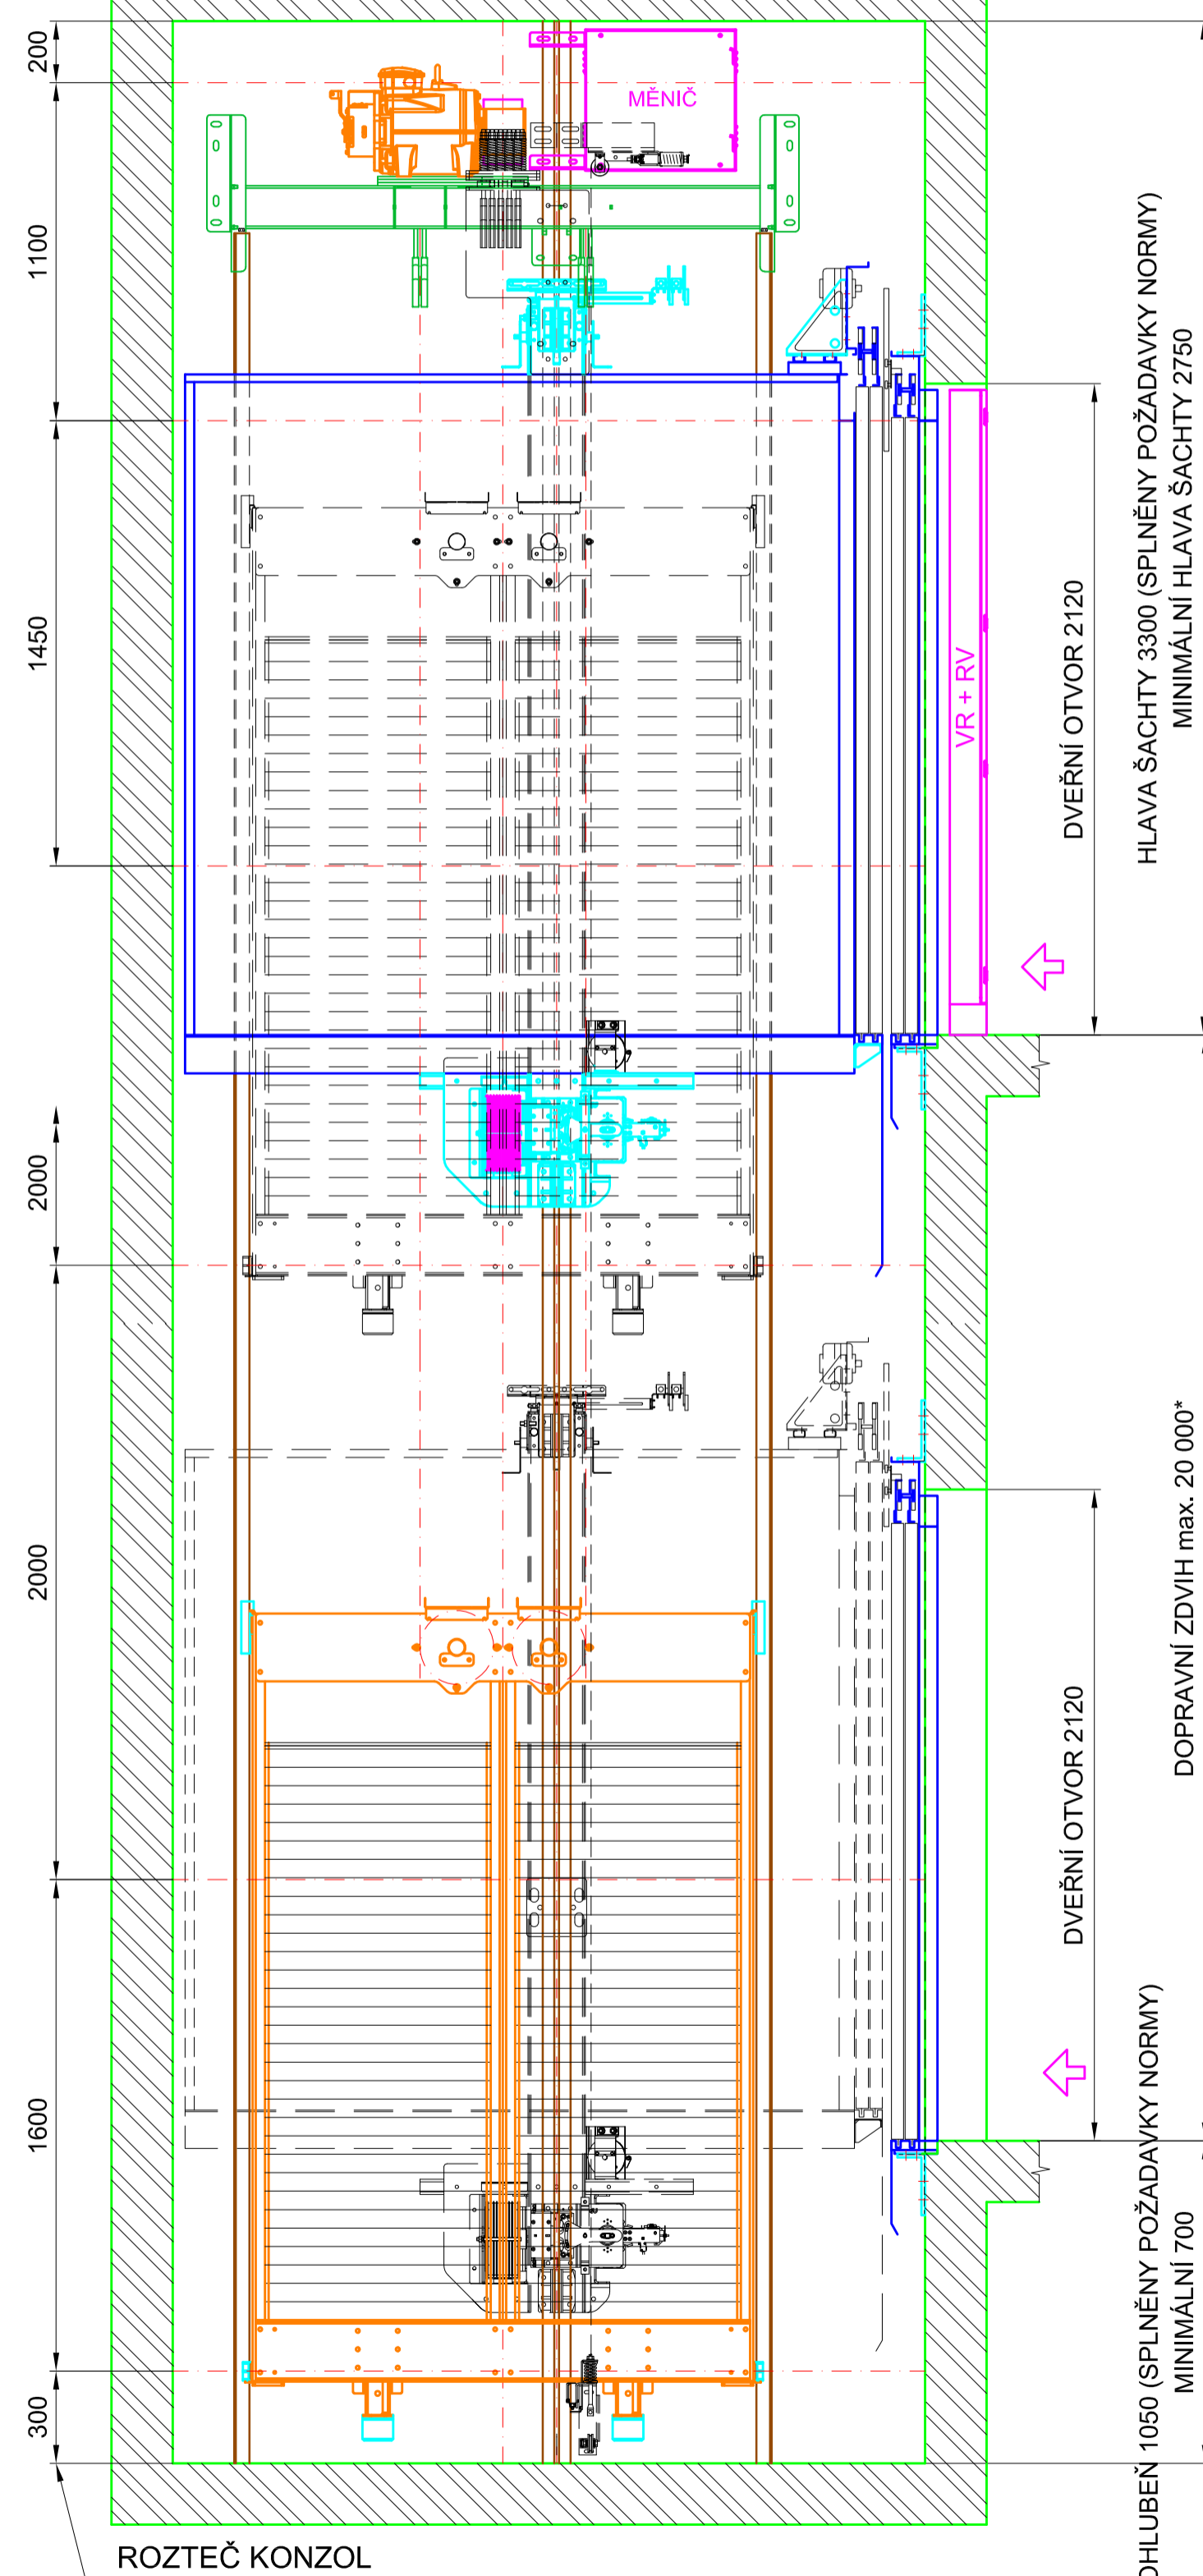 200
1100
1450
2000
2000
1600
300
MĚNIČ
VR + RV
DVEŘNÍ OTVOR 2120
HLAVA ŠACHTY 3300 (SPLNĚNY POŽADAVKY NORMY)
MINIMÁLNÍ HLAVA ŠACHTY 2750
DOPRAVNÍ ZDVIH max. 20 000*
DVEŘNÍ OTVOR 2120
OHLUBEŇ 1050 (SPLNĚNY POŽADAVKY NORMY)
MINIMÁLNÍ 700
ROZTEČ KONZOL